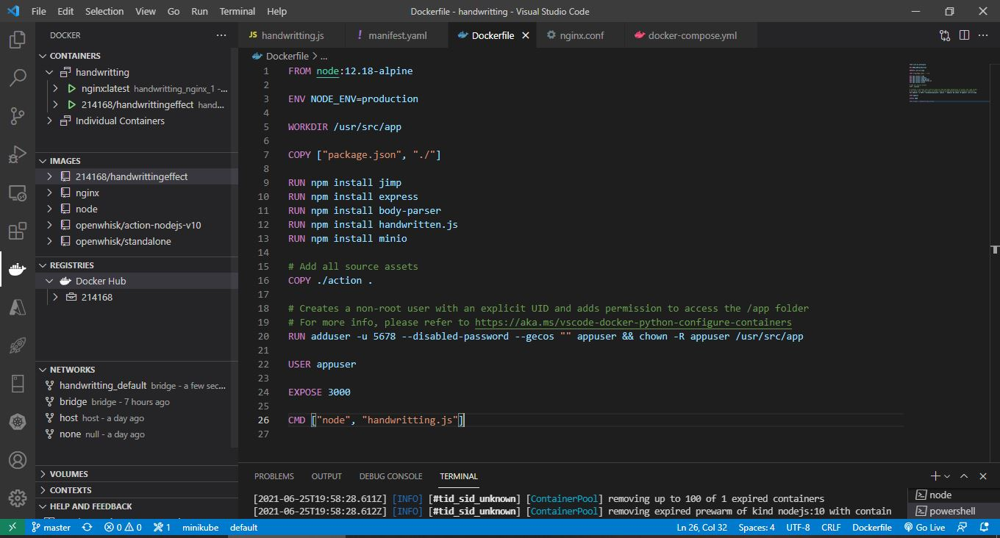 File Edit Selection View Go Run Terminal Help
Dockerfile - handwritting - Visual Studio Code
DOCKER
CONTAINERS
handwritting
nginx:latest handwritting_nginx_1 -...
214168/handwrittingeffect hand...
Individual Containers
IMAGES
214168/handwrittingeffect
nginx
node
openwhisk/action-nodejs-v10
openwhisk/standalone
REGISTRIES
Docker Hub
214168
NETWORKS
handwritting_default bridge - a few sec...
bridge bridge - 7 hours ago
host host - a day ago
none null - a day ago
VOLUMES
CONTEXTS
HELP AND FEEDBACK
JS handwritting.js
! manifest.yaml
Dockerfile
nginx.conf
docker-compose.yml
Dockerfile > ...
1 FROM node:12.18-alpine
2
3 ENV NODE_ENV=production
4
5 WORKDIR /usr/src/app
6
7 COPY ["package.json", "./"]
8
9 RUN npm install jimp
10 RUN npm install express
11 RUN npm install body-parser
12 RUN npm install handwritten.js
13 RUN npm install minio
14
15 # Add all source assets
16 COPY ./action .
17
18 # Creates a non-root user with an explicit UID and adds permission to access the /app folder
19 # For more info, please refer to https://aka.ms/vscode-docker-python-configure-containers
20 RUN adduser -u 5678 --disabled-password --gecos "" appuser && chown -R appuser /usr/src/app
21
22 USER appuser
23
24 EXPOSE 3000
25
26 CMD ["node", "handwritting.js"]
27
PROBLEMS OUTPUT DEBUG CONSOLE TERMINAL
[2021-06-25T19:58:28.611Z] [INFO] [#tid_sid_unknown] [ContainerPool] removing up to 100 of 1 expired containers
[2021-06-25T19:58:28.612Z] [INFO] [#tid_sid_unknown] [ContainerPool] removing expired prewarm of kind nodejs:10 with contain
node
powershell
master 0 0 1 minikube default
Ln 26, Col 32 Spaces: 4 UTF-8 CRLF Dockerfile Go Live